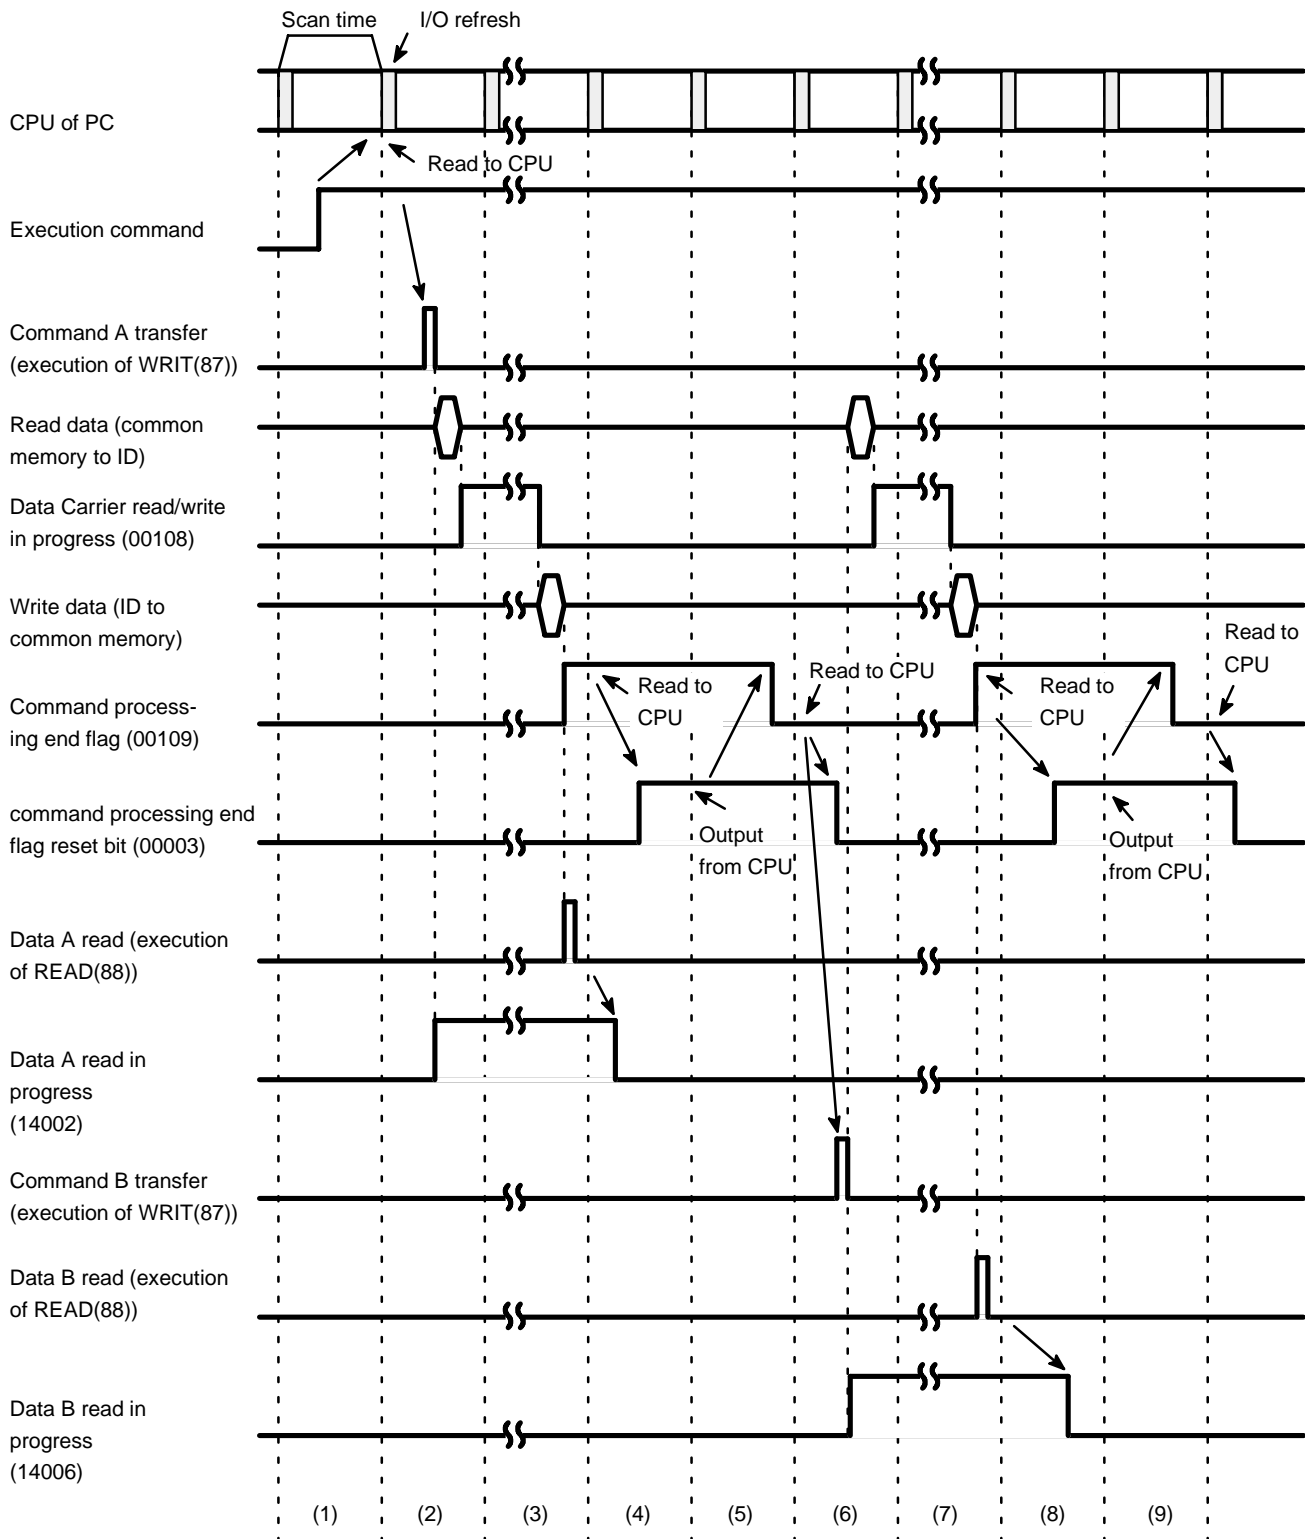 Scan time
I/O refresh
CPU of PC
Read to CPU
Execution command
Command A transfer
(execution of WRIT(87))
Read data (common
memory to ID)
Data Carrier read/write
in progress (00108)
Write data (ID to
common memory)
Read to
CPU
Read to CPU
Read to
CPU
Read to
CPU
Command process-
ing end flag (00109)
command processing end
flag reset bit (00003)
Output
from CPU
Output
from CPU
Data A read (execution
of READ(88))
Data A read in
progress
(14002)
Command B transfer
(execution of WRIT(87))
Data B read (execution
of READ(88))
Data B read in
progress
(14006)
(1) (2) (3) (4) (5) (6) (7) (8) (9)